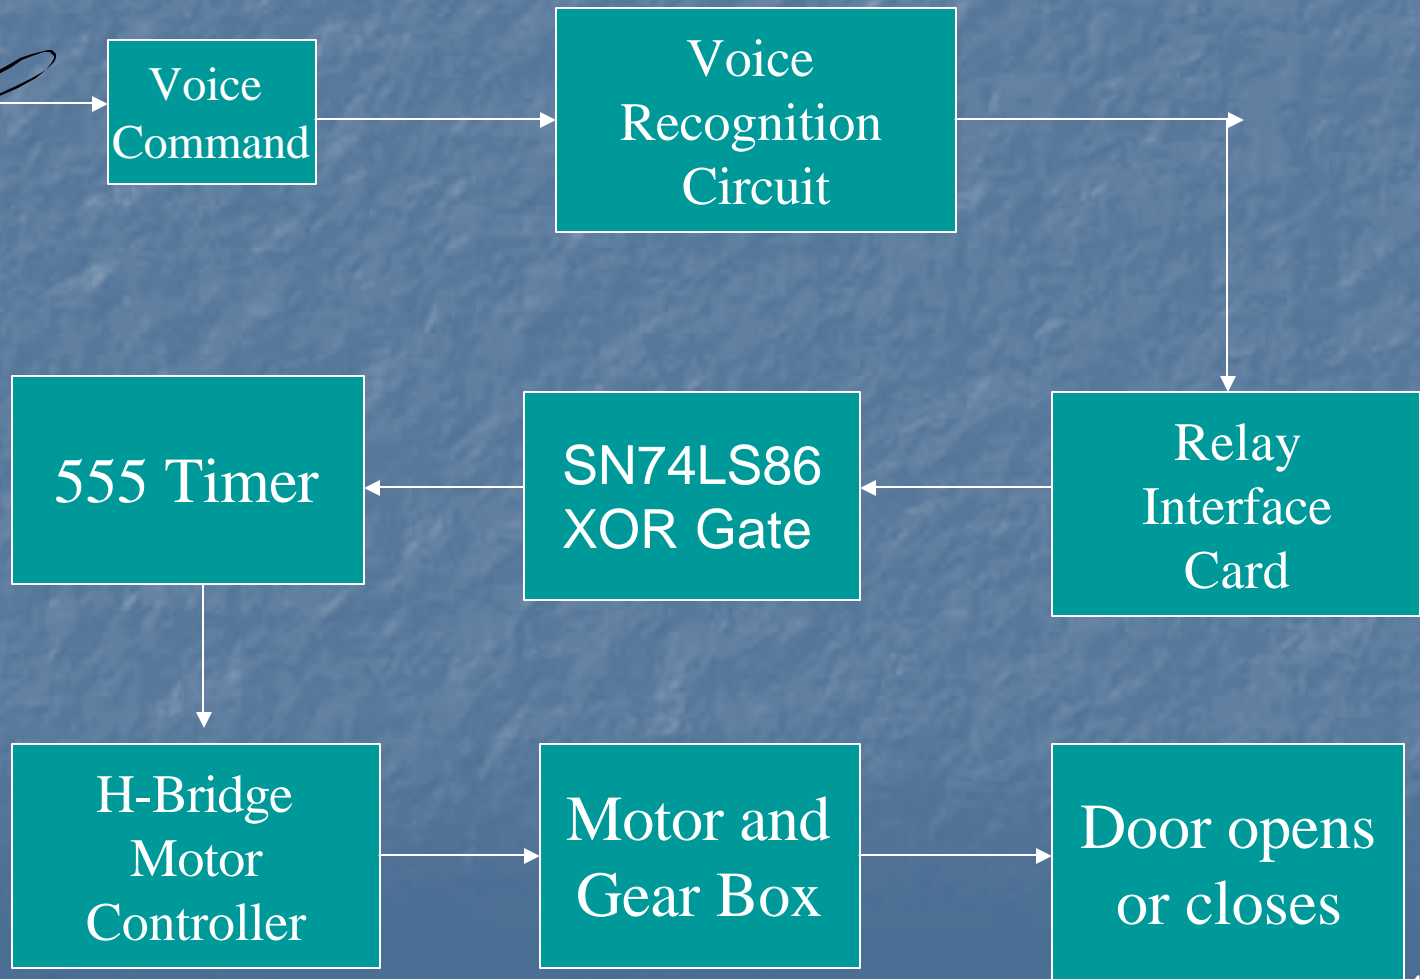 Voice
Command
Voice
Recognition
Circuit
555 Timer
SN74LS86
XOR Gate
Relay
Interface
Card
H-Bridge
Motor
Controller
Motor and
Gear Box
Door opens
or closes